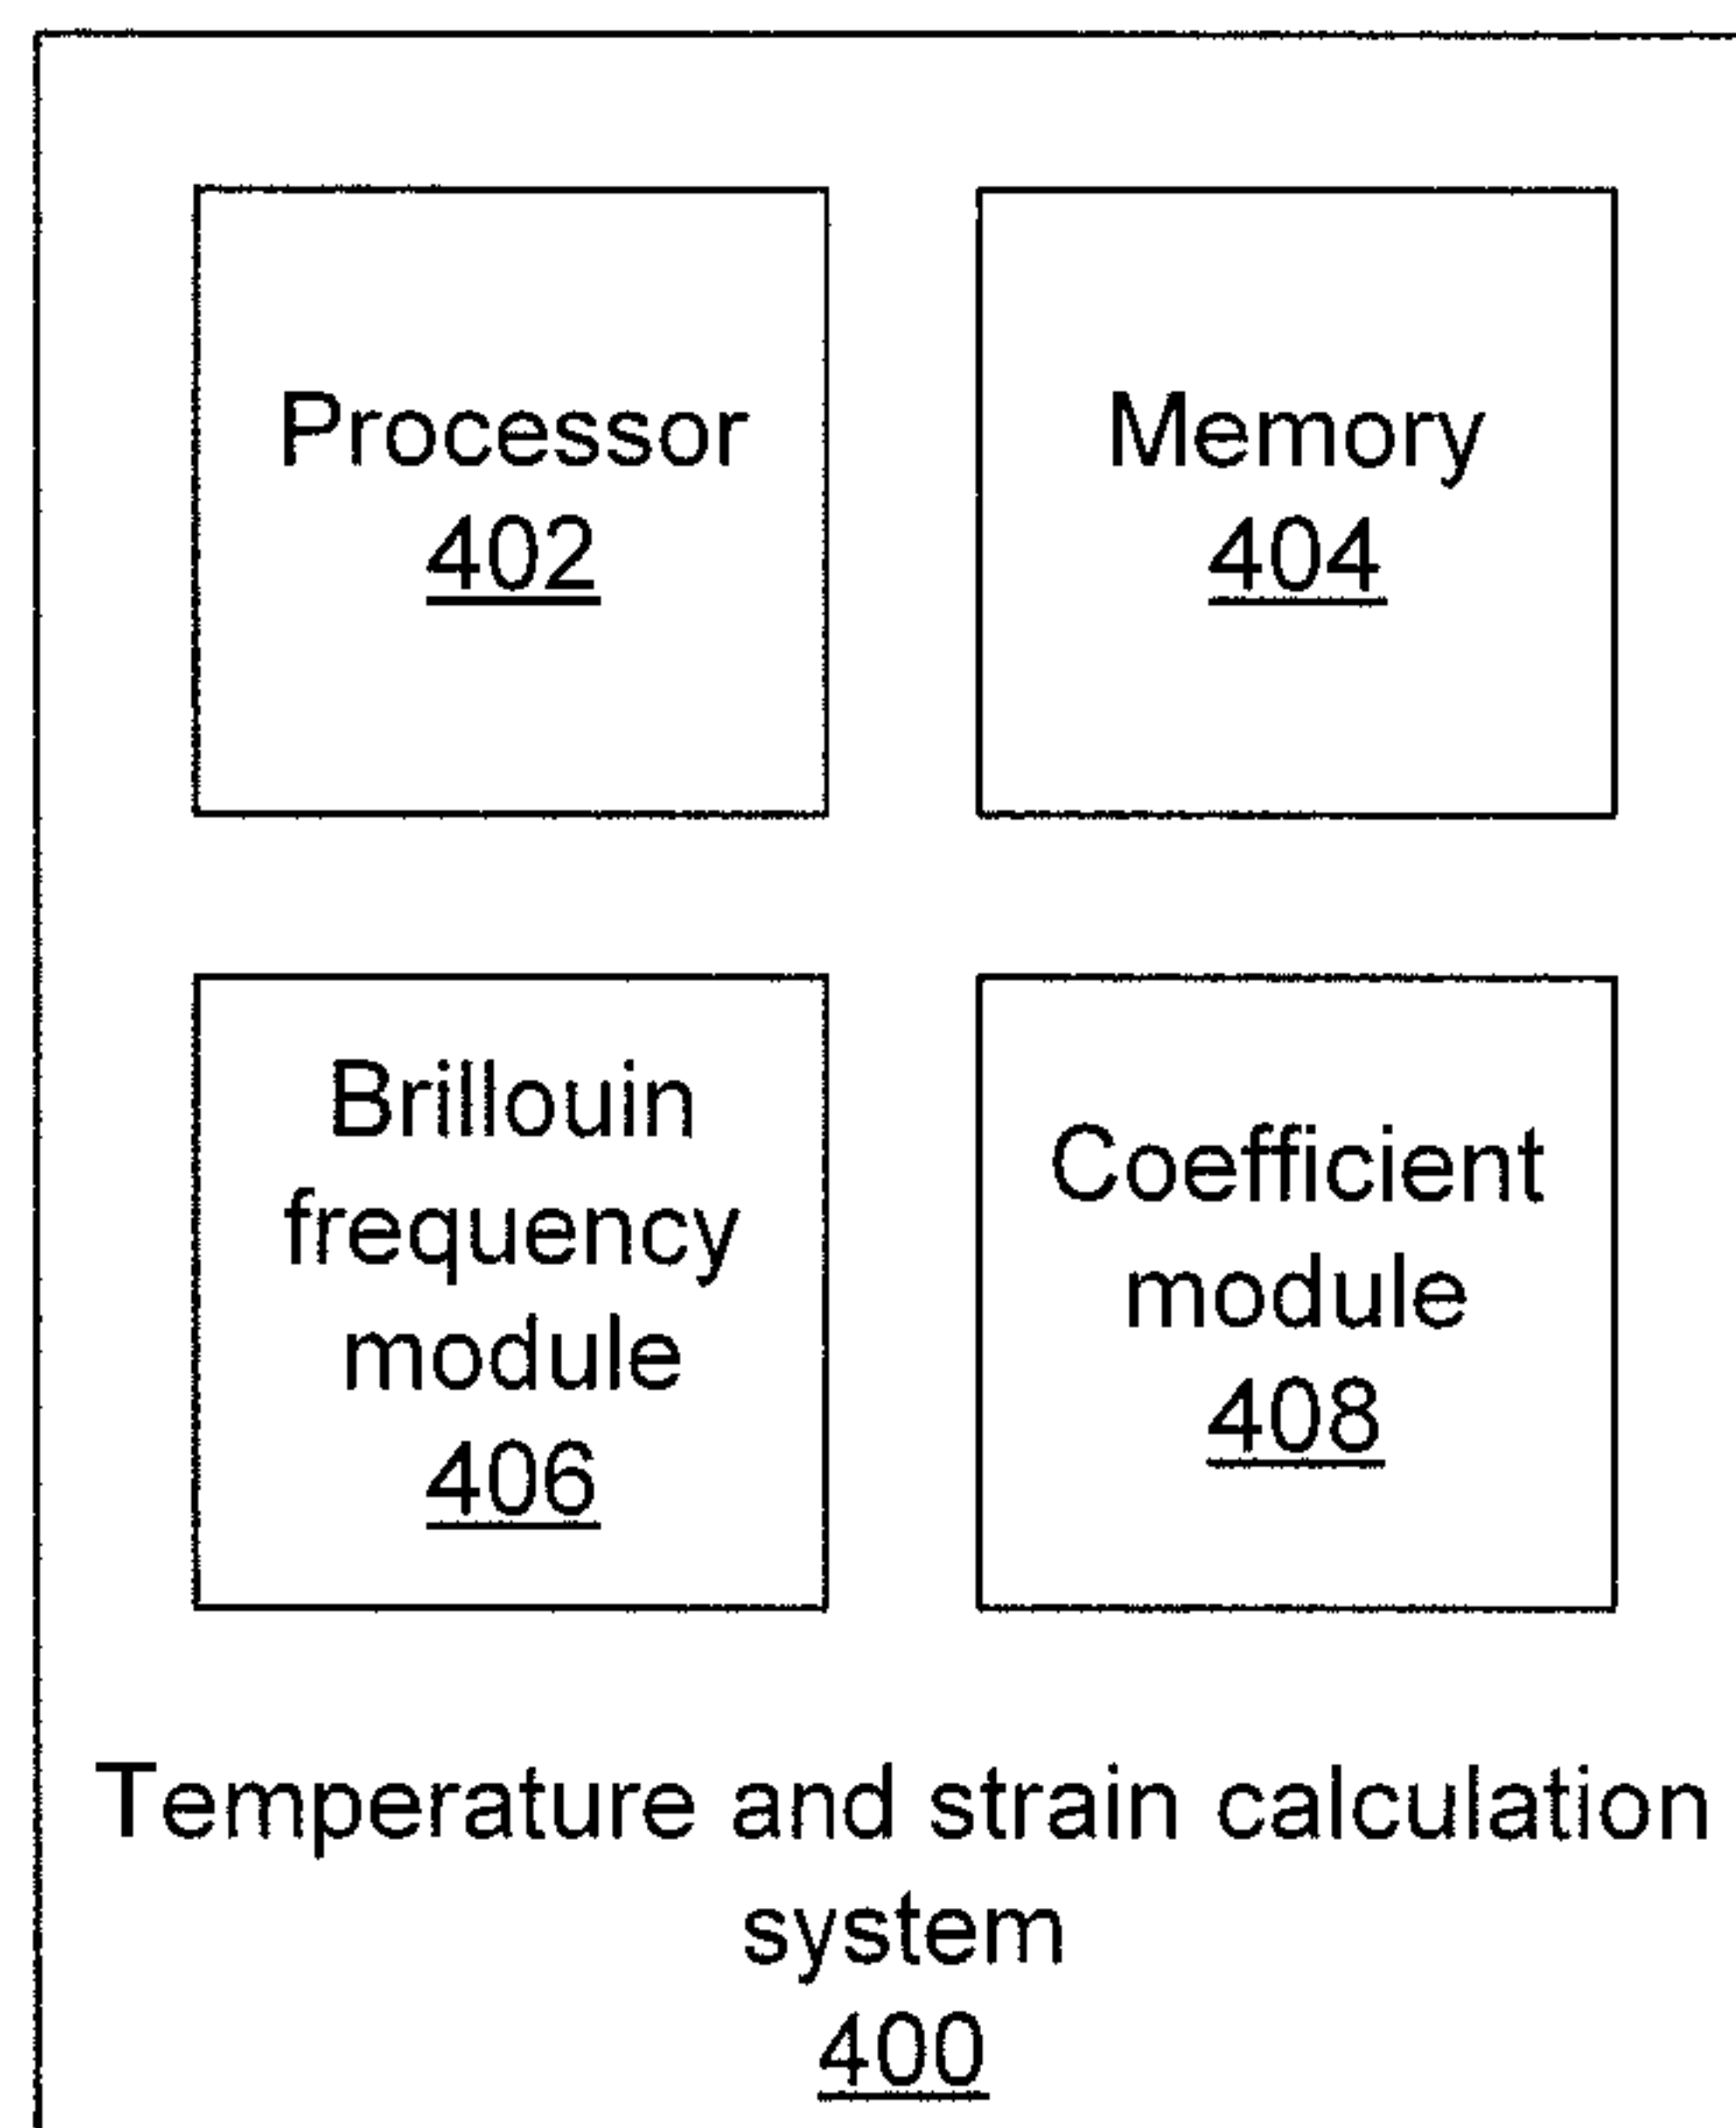 Processor
402
Memory
404
Brillouin
frequency
module
406
Coefficient
module
408
Temperature and strain calculation
system
400